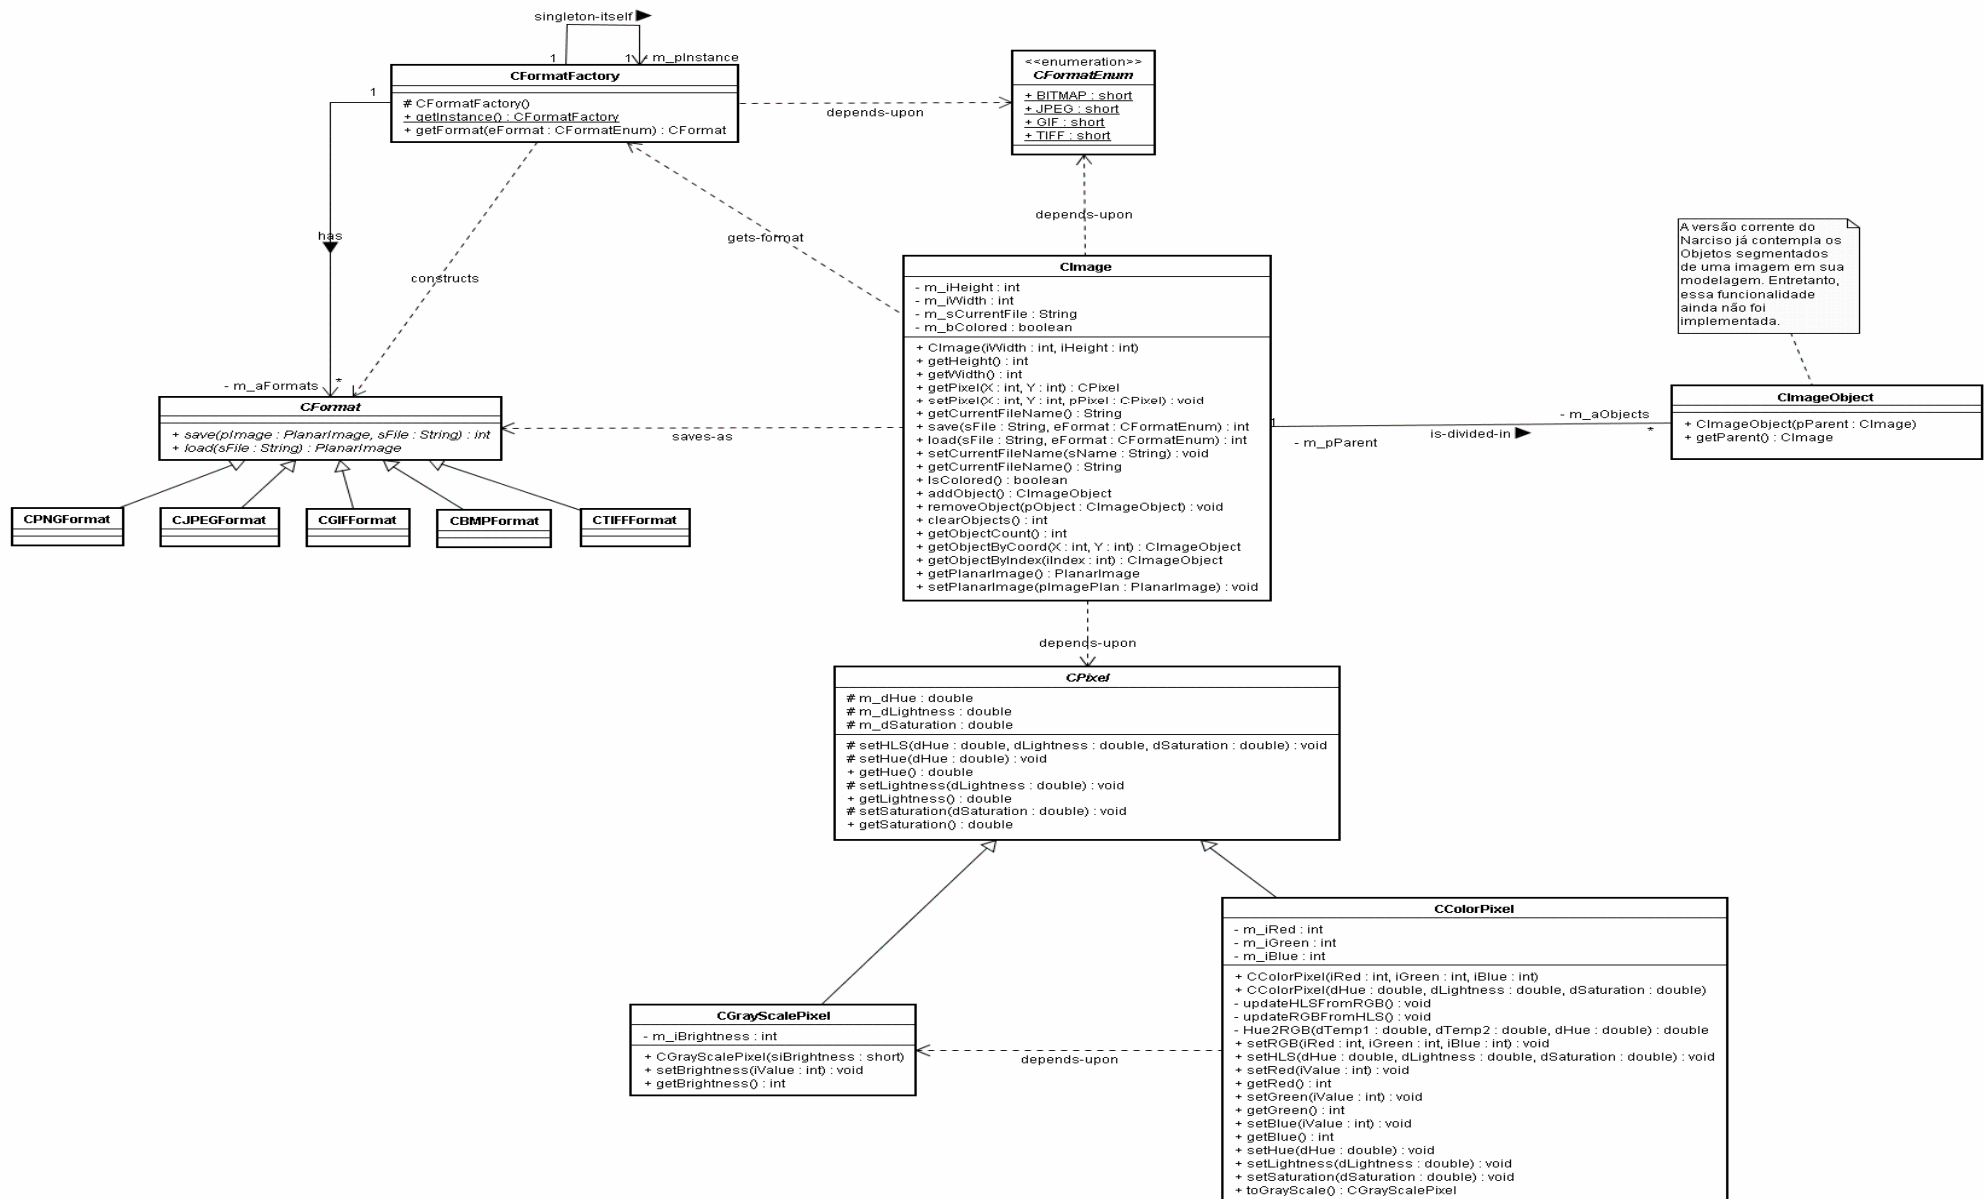 singleton-itself
1
1
- m_pInstance
CFormatFactory
# CFormatFactory()
+ getInstance() : CFormatFactory
+ getFormat(eFormat : CFormatEnum) : CFormat
1
depends-upon
<<enumeration>>
CFormatEnum
+ BITMAP : short
+ JPEG : short
+ GIF : short
+ TIFF : short
has
constructs
gets-format
depends-upon
A versão corrente do
Narciso já contempla os
Objetos segmentados
de uma imagem em sua
modelagem. Entretanto,
essa funcionalidade
ainda não foi
implementada.
CImage
- m_iHeight : int
- m_iWidth : int
- m_sCurrentFile : String
- m_bColored : boolean
+ CImage(iWidth : int, iHeight : int)
+ getHeight() : int
+ getWidth() : int
+ getPixel(X : int, Y : int) : CPixel
+ setPixel(X : int, Y : int, pPixel : CPixel) : void
+ getCurrentFileName() : String
+ save(sFile : String, eFormat : CFormatEnum) : int
+ load(sFile : String, eFormat : CFormatEnum) : int
+ setCurrentFileName(sName : String) : void
+ getCurrentFileName() : String
+ IsColored() : boolean
+ addObject() : CImageObject
+ removeObject(pObject : CImageObject) : void
+ clearObjects() : int
+ getObjectCount() : int
+ getObjectByCoord(X : int, Y : int) : CImageObject
+ getObjectByIndex(iIndex : int) : CImageObject
+ getPlanarImage() : PlanarImage
+ setPlanarImage(pImagePlan : PlanarImage) : void
- m_aFormats
*
CFormat
+ save(pImage : PlanarImage, sFile : String) : int
+ load(sFile : String) : PlanarImage
saves-as
1
- m_pParent
is-divided-in
- m_aObjects
*
CImageObject
+ CImageObject(pParent : CImage)
+ getParent() : CImage
CPNGFormat
CJPEGFormat
CGIFFormat
CBMPFormat
CTIFFFormat
depends-upon
CPixel
# m_dHue : double
# m_dLightness : double
# m_dSaturation : double
# setHLS(dHue : double, dLightness : double, dSaturation : double) : void
# setHue(dHue : double) : void
+ getHue() : double
# setLightness(dLightness : double) : void
+ getLightness() : double
# setSaturation(dSaturation : double) : void
+ getSaturation() : double
CGrayScalePixel
- m_iBrightness : int
+ CGrayScalePixel(siBrightness : short)
+ setBrightness(iValue : int) : void
+ getBrightness() : int
depends-upon
CColorPixel
- m_iRed : int
- m_iGreen : int
- m_iBlue : int
+ CColorPixel(iRed : int, iGreen : int, iBlue : int)
+ CColorPixel(dHue : double, dLightness : double, dSaturation : double)
- updateHLSFromRGB() : void
- updateRGBFromHLS() : void
- Hue2RGB(dTemp1 : double, dTemp2 : double, dHue : double) : double
+ setRGB(iRed : int, iGreen : int, iBlue : int) : void
+ setHLS(dHue : double, dLightness : double, dSaturation : double) : void
+ setRed(iValue : int) : void
+ getRed() : int
+ setGreen(iValue : int) : void
+ getGreen() : int
+ setBlue(iValue : int) : void
+ getBlue() : int
+ setHue(dHue : double) : void
+ setLightness(dLightness : double) : void
+ setSaturation(dSaturation : double) : void
+ toGrayScale() : CGrayScalePixel